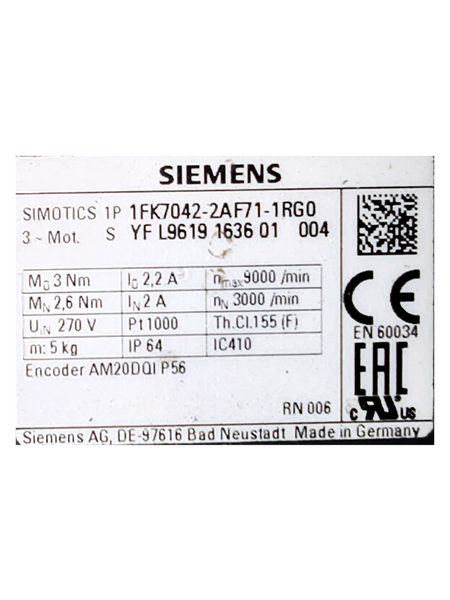 SIEMENS
SIMOTICS 1P 1FK7042-2AF71-1RG0
3 ~ Mot. S YF L9619 1636 01 004
M0 3 Nm I0 2,2 A nmax 9000 /min
MN 2,6 Nm IN 2 A nN 3000 /min
UIN 270 V Pt1000 Th.Cl.155 (F)
m: 5 kg IP 64 IC410
Encoder AM20DQI P56
CE
EN 60034
EAC
RN 006
c RU US
Siemens AG, DE-97616 Bad Neustadt Made in Germany